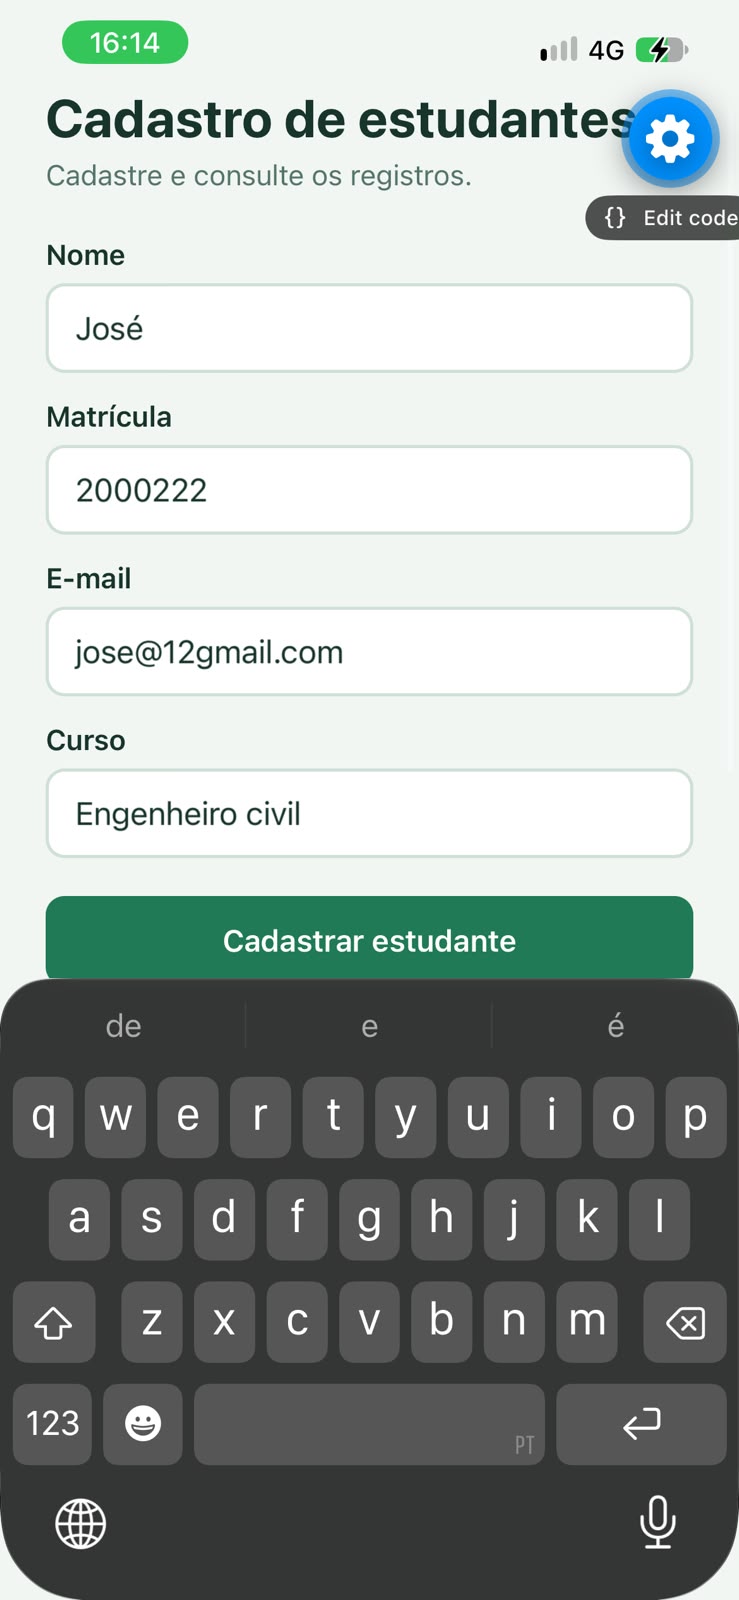 16:14
4G
Cadastro de estudantes
Cadastre e consulte os registros.
{} Edit code
Nome
José
Matrícula
2000222
E-mail
jose@12gmail.com
Curso
Engenheiro civil
Cadastrar estudante
de e é
q w e r t y u i o p
a s d f g h j k l
z x c v b n m
123
PT